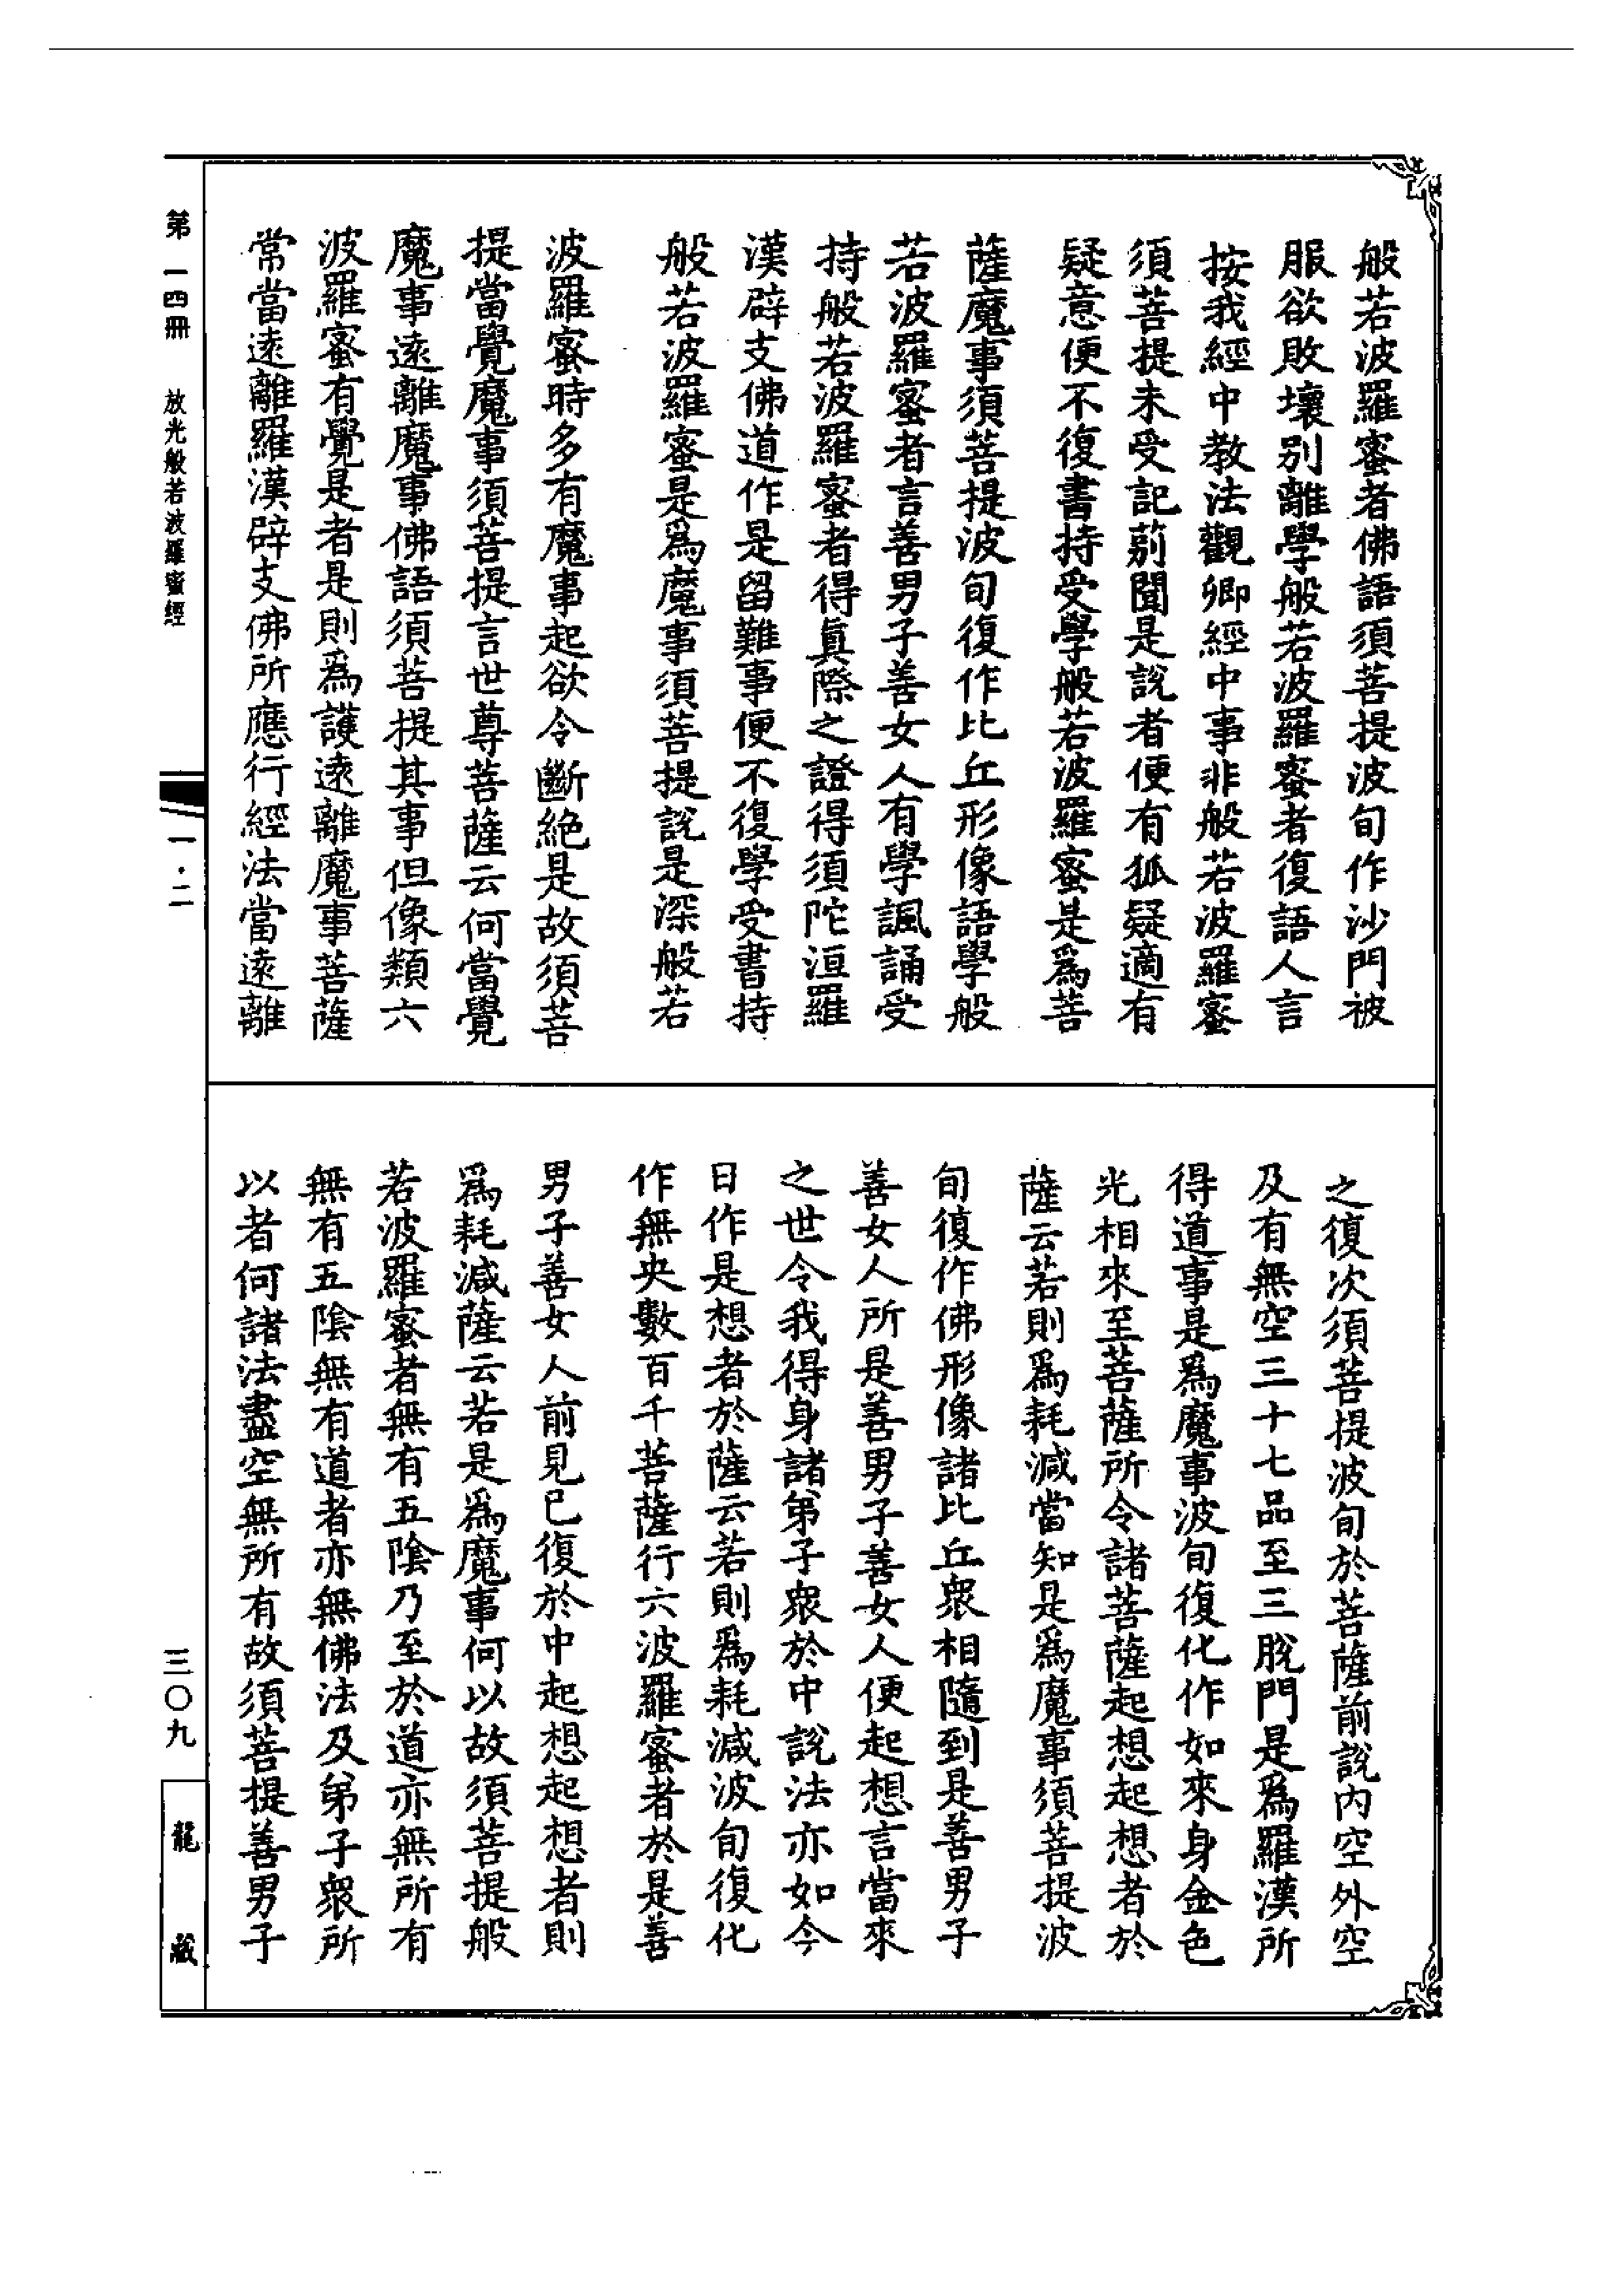 般若波羅蜜者佛語須菩提波旬作沙門被
服欲敗壞別離學般若波羅蜜者復語人言
按我經中教法觀卿經中事非般若波羅蜜
須菩提未受記莂聞是說者便有狐疑適有
疑意便不復書持受學般若波羅蜜是爲菩
薩魔事須菩提波旬復作比丘形像語學般
若波羅蜜者言善男子善女人有學諷誦受
持般若波羅蜜者得眞際之證得須陀洹羅
漢辟支佛道作是留難事便不復學受書持
般若波羅蜜是爲魔事須菩提說是深般若
波羅蜜時多有魔事起欲令斷絶是故須菩
提當覺魔事須菩提言世尊菩薩云何當覺
魔事遠離魔事佛語須菩提其事但像類六
波羅蜜有覺是者是則爲護遠離魔事菩薩
常當遠離羅漢辟支佛所應行經法當遠離
之復次須菩提波旬於菩薩前說内空外空
及有無空三十七品至三脫門是爲羅漢所
得道事是爲魔事波旬復化作如來身金色
光相來至菩薩所令諸菩薩起想起想者於
薩云若則爲耗減當知是爲魔事須菩提波
旬復作佛形像諸比丘衆相隨到是善男子
善女人所是善男子善女人便起想言當來
之世令我得身諸弟子衆於中說法亦如今
日作是想者於薩云若則爲耗減波旬復化
作無央數百千菩薩行六波羅蜜者於是善
男子善女人前見已復於中起想起想者則
爲耗減薩云若是爲魔事何以故須菩提般
若波羅蜜者無有五陰乃至於道亦無所有
無有五陰無有道者亦無佛法及弟子衆所
以者何諸法盡空無所有故須菩提善男子
第一四冊 放光般若波羅蜜經
一·二
三〇九
龍藏